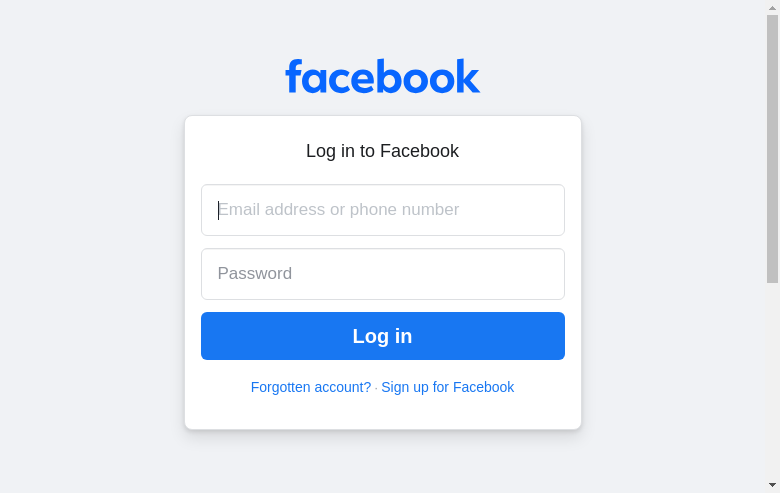 facebook
Log in to Facebook
Email address or phone number
Password
Log in
Forgotten account? · Sign up for Facebook